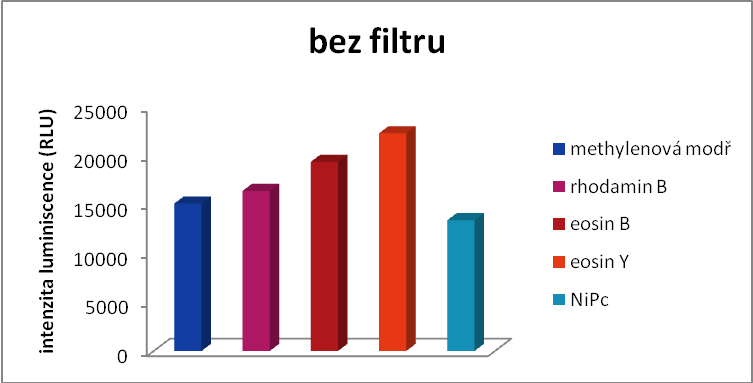 bez filtru
intenzita luminiscence (RLU)
25000
20000
15000
10000
5000
0
methylenová modř
rhodamin B
eosin B
eosin Y
NiPc